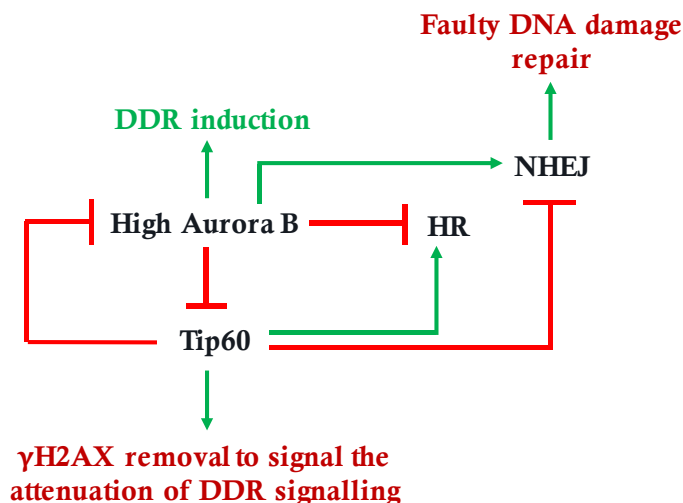 Faulty DNA damage
repair
DDR induction
NHEJ
High Aurora B
HR
Tip60
γH2AX removal to signal the
attenuation of DDR signalling